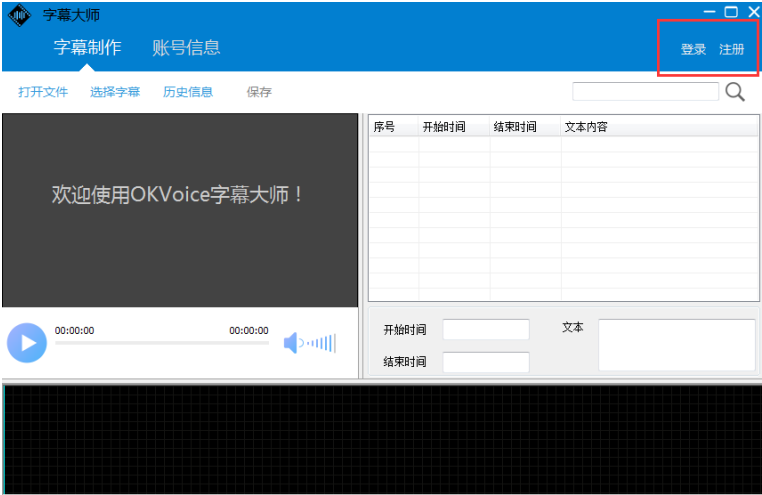 字幕大师
字幕制作 账号信息 登录 注册
打开文件 选择字幕 历史信息 保存
序号 开始时间 结束时间 文本内容
欢迎使用OKVoice字幕大师！
00:00:00 00:00:00
开始时间 文本
结束时间